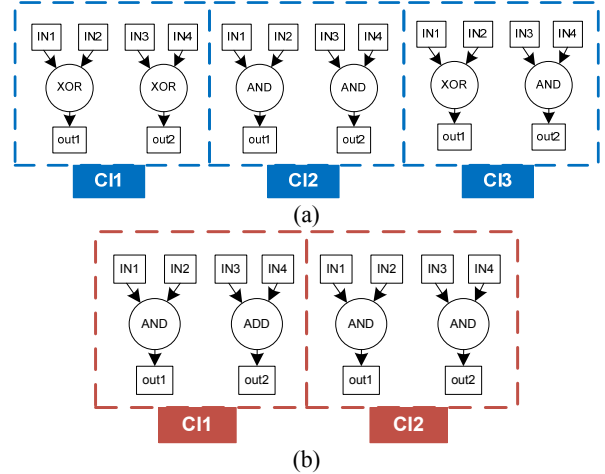 IN1 IN2 IN3 IN4 IN1 IN2 IN3 IN4 IN1 IN2 IN3 IN4
XOR XOR AND AND XOR AND
out1 out2 out1 out2 out1 out2
CI1 CI2 CI3
(a)
IN1 IN2 IN3 IN4 IN1 IN2 IN3 IN4
AND ADD AND AND
out1 out2 out1 out2
CI1 CI2
(b)